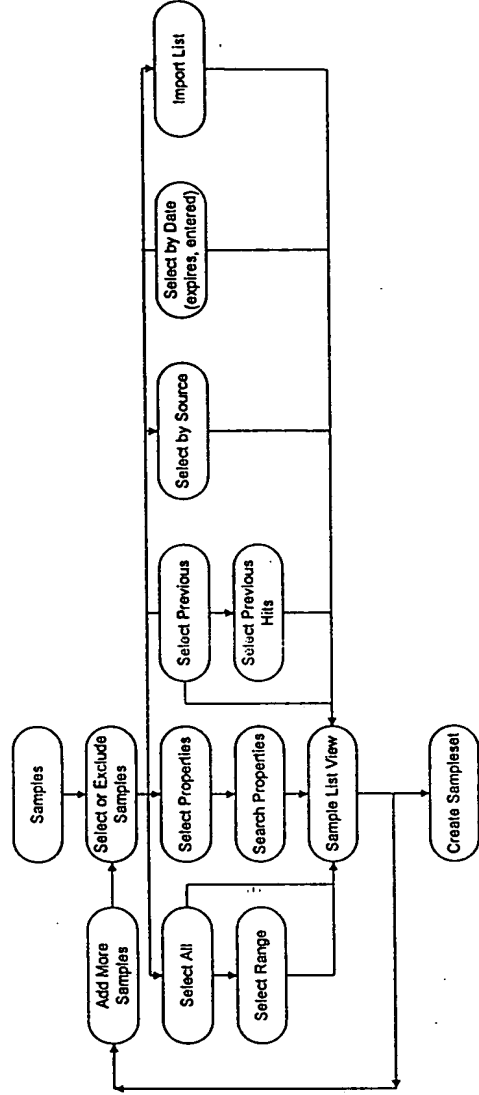 Samples
Add More
Samples
Select or Exclude
Samples
Select All
Select Properties
Select Previous
Select by Source
Select by Date
(expires, entered)
Import List
Select Range
Search Properties
Select Previous
Hits
Sample List View
Create Sampleset